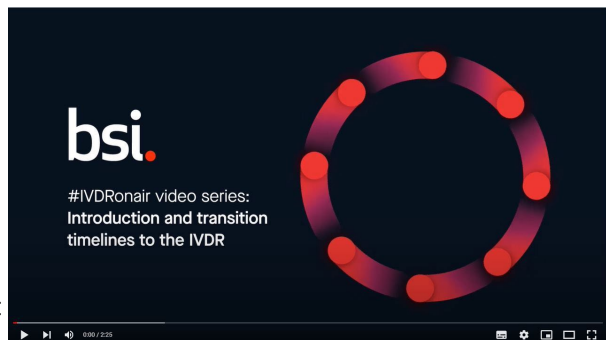 bsi.
#IVDRonair video series:
Introduction and transition
timelines to the IVDR
0:00 / 2:25